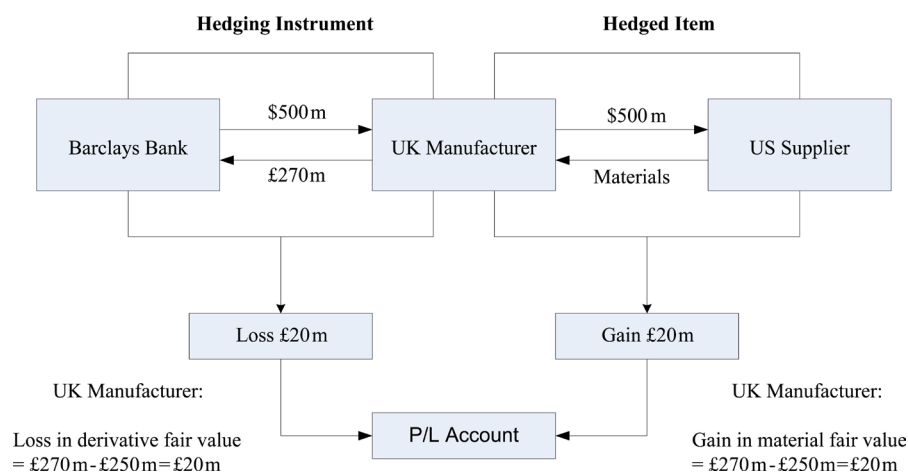 Hedging Instrument
Hedged Item
$500m
$500m
Barclays Bank
UK Manufacturer
US Supplier
£270m
Materials
Loss £20m
Gain £20m
UK Manufacturer:
UK Manufacturer:
P/L Account
Loss in derivative fair value
= £270m-£250m=£20m
Gain in material fair value
= £270m-£250m=£20m